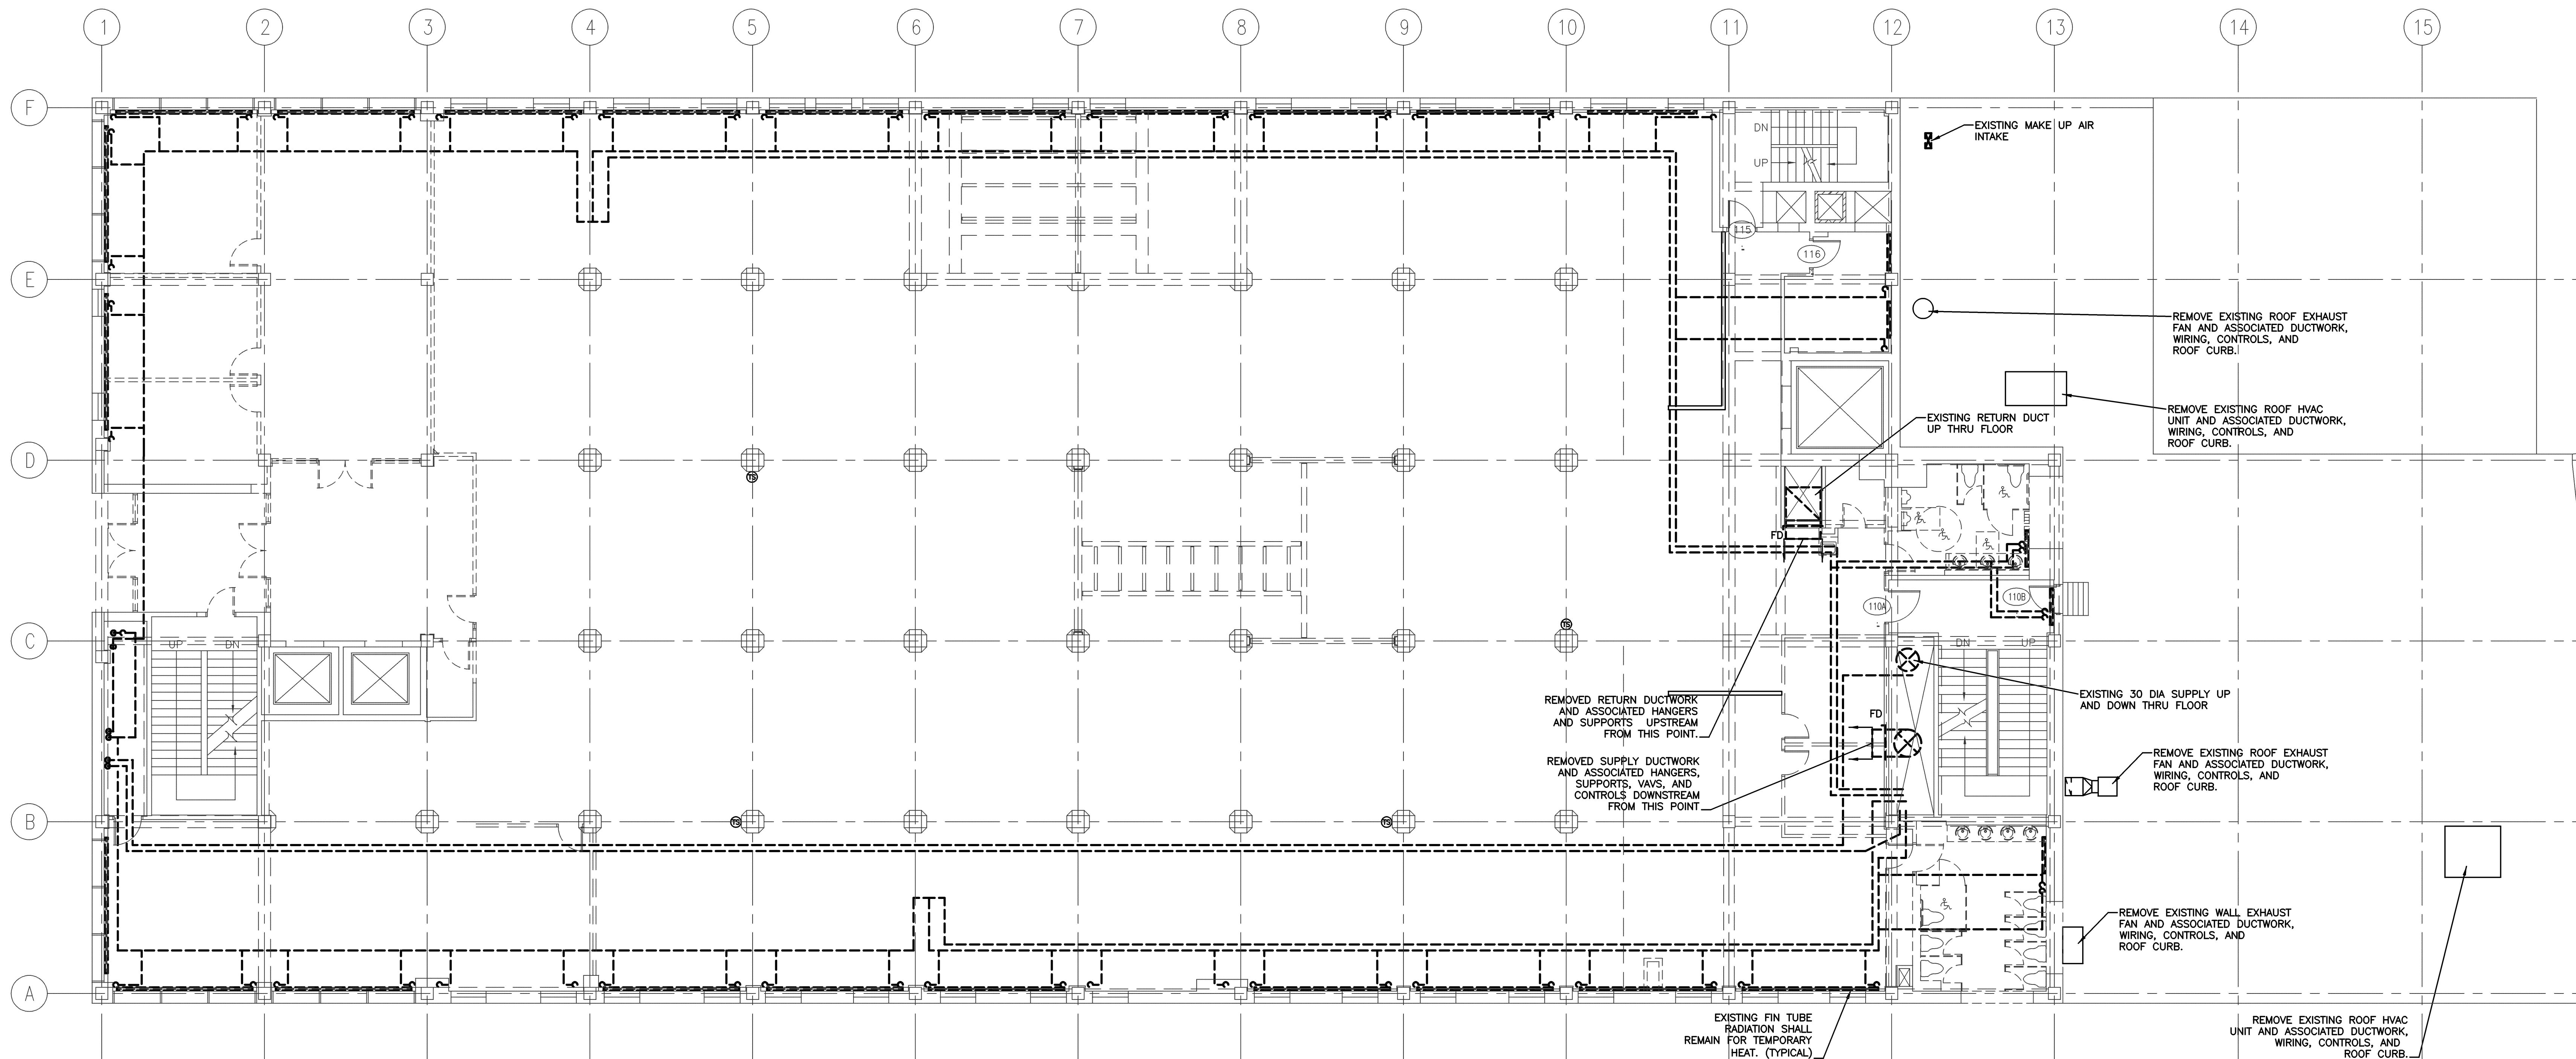 1
2
3
4
5
6
7
8
9
10
11
12
13
14
15
F
E
D
C
B
A
DN
UP
115
116
EXISTING MAKE UP AIR
INTAKE
REMOVE EXISTING ROOF EXHAUST
FAN AND ASSOCIATED DUCTWORK,
WIRING, CONTROLS, AND
ROOF CURB.
REMOVE EXISTING ROOF HVAC
UNIT AND ASSOCIATED DUCTWORK,
WIRING, CONTROLS, AND
ROOF CURB.
EXISTING RETURN DUCT
UP THRU FLOOR
TS
FD
110A
110B
TS
UP
DN
DN
UP
EXISTING 30 DIA SUPPLY UP
AND DOWN THRU FLOOR
REMOVED RETURN DUCTWORK
AND ASSOCIATED HANGERS
AND SUPPORTS UPSTREAM
FROM THIS POINT.
FD
REMOVED SUPPLY DUCTWORK
AND ASSOCIATED HANGERS,
SUPPORTS, VAVS, AND
CONTROLS DOWNSTREAM
FROM THIS POINT
REMOVE EXISTING ROOF EXHAUST
FAN AND ASSOCIATED DUCTWORK,
WIRING, CONTROLS, AND
ROOF CURB.
TS
TS
REMOVE EXISTING WALL EXHAUST
FAN AND ASSOCIATED DUCTWORK,
WIRING, CONTROLS, AND
ROOF CURB.
EXISTING FIN TUBE
RADIATION SHALL
REMAIN FOR TEMPORARY
HEAT. (TYPICAL)
REMOVE EXISTING ROOF HVAC
UNIT AND ASSOCIATED DUCTWORK,
WIRING, CONTROLS, AND
ROOF CURB.